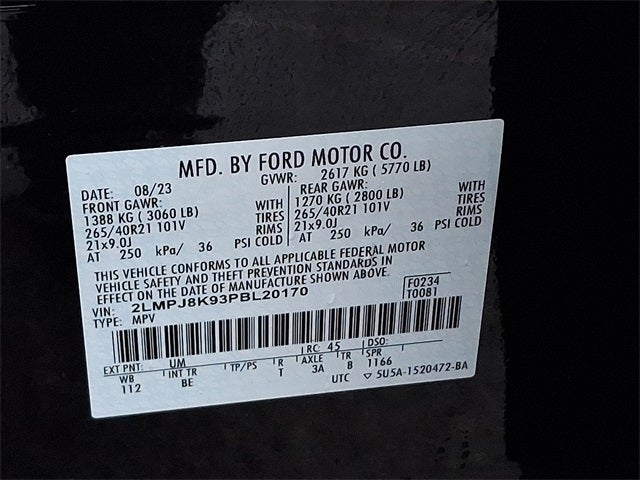 MFD. BY FORD MOTOR CO.
DATE: 08/23 GVWR: 2617 KG ( 5770 LB)
FRONT GAWR: WITH REAR GAWR: WITH
1388 KG ( 3060 LB) TIRES 1270 KG ( 2800 LB) TIRES
265/40R21 101V RIMS 265/40R21 101V RIMS
21x9.0J 21x9.0J
AT 250 kPa/ 36 PSI COLD AT 250 kPa/ 36 PSI COLD
THIS VEHICLE CONFORMS TO ALL APPLICABLE FEDERAL MOTOR
VEHICLE SAFETY AND THEFT PREVENTION STANDARDS IN
EFFECT ON THE DATE OF MANUFACTURE SHOWN ABOVE.
VIN: 2LMPJ8K93PBL20170 F0234
TYPE: MPV T0081
EXT PNT: UM RC: 45 DSO:
WB INT TR TP/PS R AXLE TR SPR
112 BE T 3A 8 1166
UTC ▽ 5U5A-1520472-BA